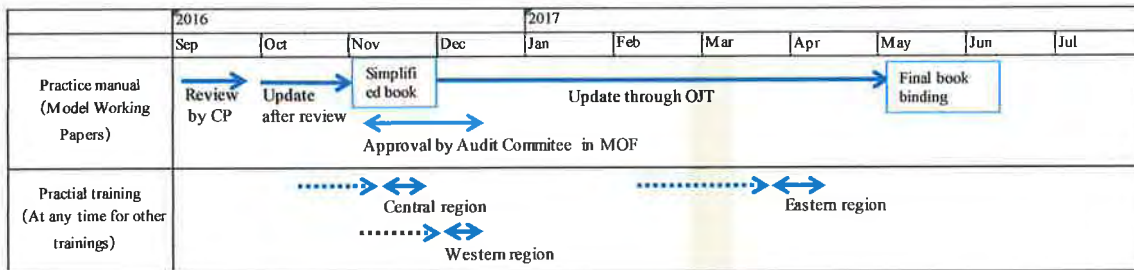 2016 2017
Sep Oct Nov Dec Jan Feb Mar Apr May Jun Jul
Practice manual
(Model Working
Papers)
Review
by CP
Update
after review
Simplifi
ed book
Update through OJT
Final book
binding
Approval by Audit Commitee in MOF
Practial training
(At any time for other
trainings)
Central region
Eastern region
Western region